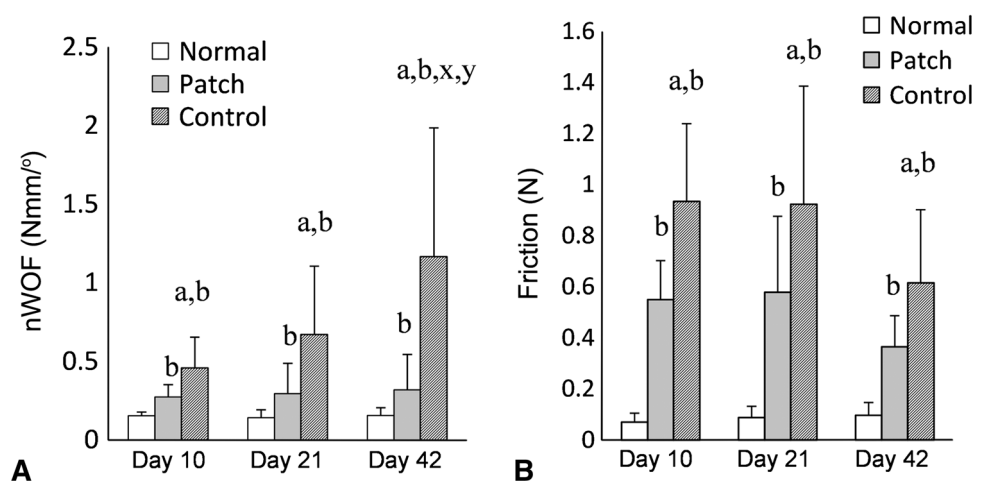 2.5
2
1.5
1
0.5
0
nWOF (Nmm/º)
Normal
Patch
Control
b
a,b
b
a,b
b
a,b,x,y
Day 10
Day 21
Day 42
A
1.6
1.4
1.2
1
0.8
0.6
0.4
0.2
0
Friction (N)
Normal
Patch
Control
b
a,b
b
a,b
b
a,b
Day 10
Day 21
Day 42
B